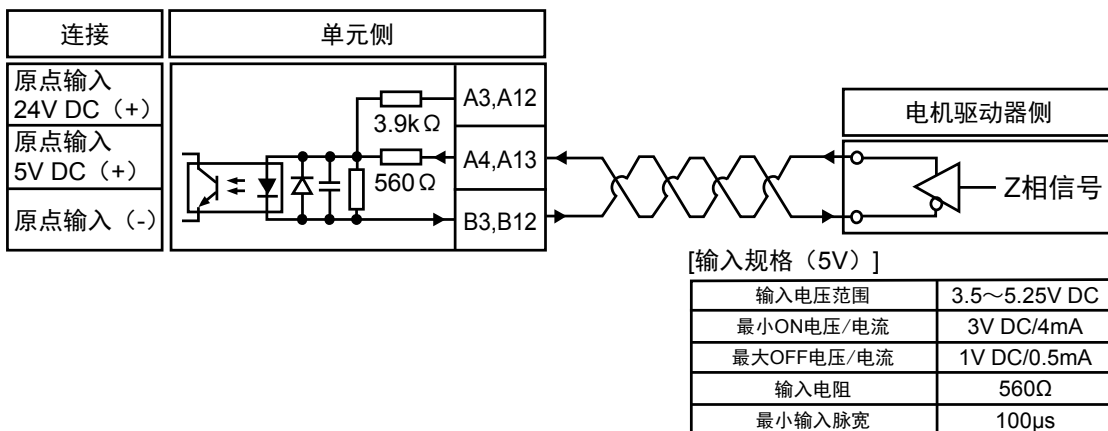 连接
单元侧
原点输入
24V DC（+）
原点输入
5V DC（+）
原点输入（-）
3.9kΩ
560Ω
A3,A12
A4,A13
B3,B12
电机驱动器侧
Z相信号
[输入规格（5V）]
输入电压范围 3.5～5.25V DC
最小ON电压/电流 3V DC/4mA
最大OFF电压/电流 1V DC/0.5mA
输入电阻 560Ω
最小输入脉宽 100μs